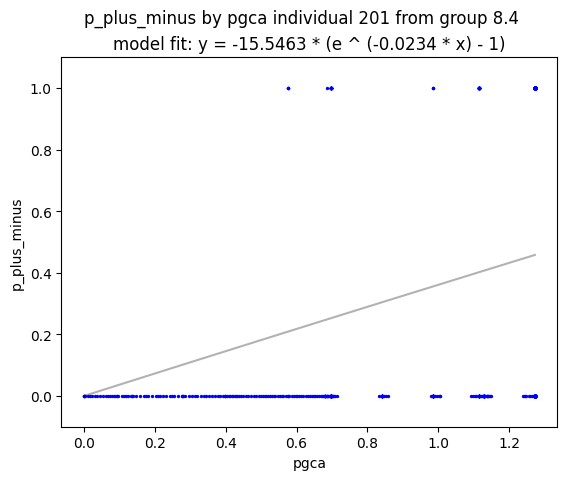 p_plus_minus by pgca individual 201 from group 8.4
model fit: y = -15.5463 * (e ^ (-0.0234 * x) - 1)
1.0
0.8
0.6
0.4
0.2
0.0
p_plus_minus
0.0 0.2 0.4 0.6 0.8 1.0 1.2
pgca